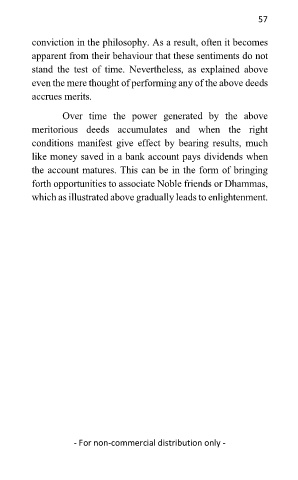 57
conviction in the philosophy. As a result, often it becomes
apparent from their behaviour that these sentiments do not
stand the test of time. Nevertheless, as explained above
even the mere thought of performing any of the above deeds
accrues merits.
Over time the power generated by the above
meritorious deeds accumulates and when the right
conditions manifest give effect by bearing results, much
like money saved in a bank account pays dividends when
the account matures. This can be in the form of bringing
forth opportunities to associate Noble friends or Dhammas,
which as illustrated above gradually leads to enlightenment.
- For non-commercial distribution only -